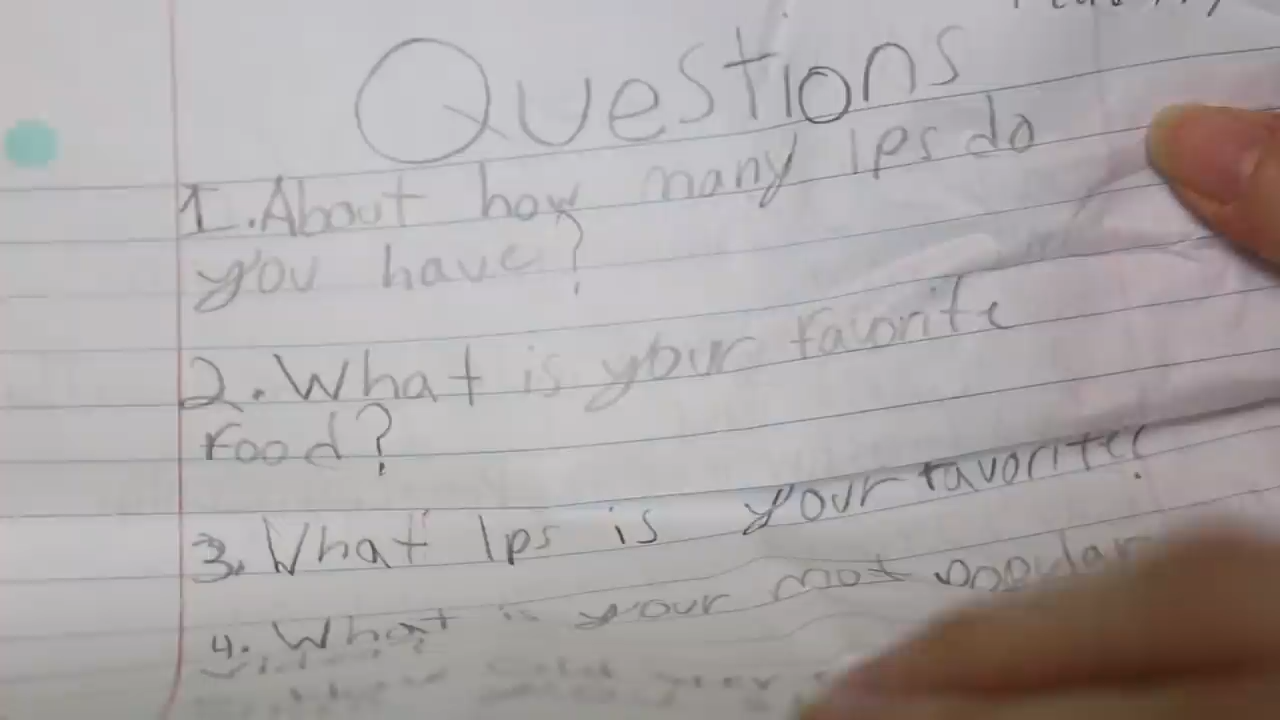 Questions
1. About how many lps do
you have?
2. What is your favorite
food?
3. What lps is your favorite?
4. What is your most popular